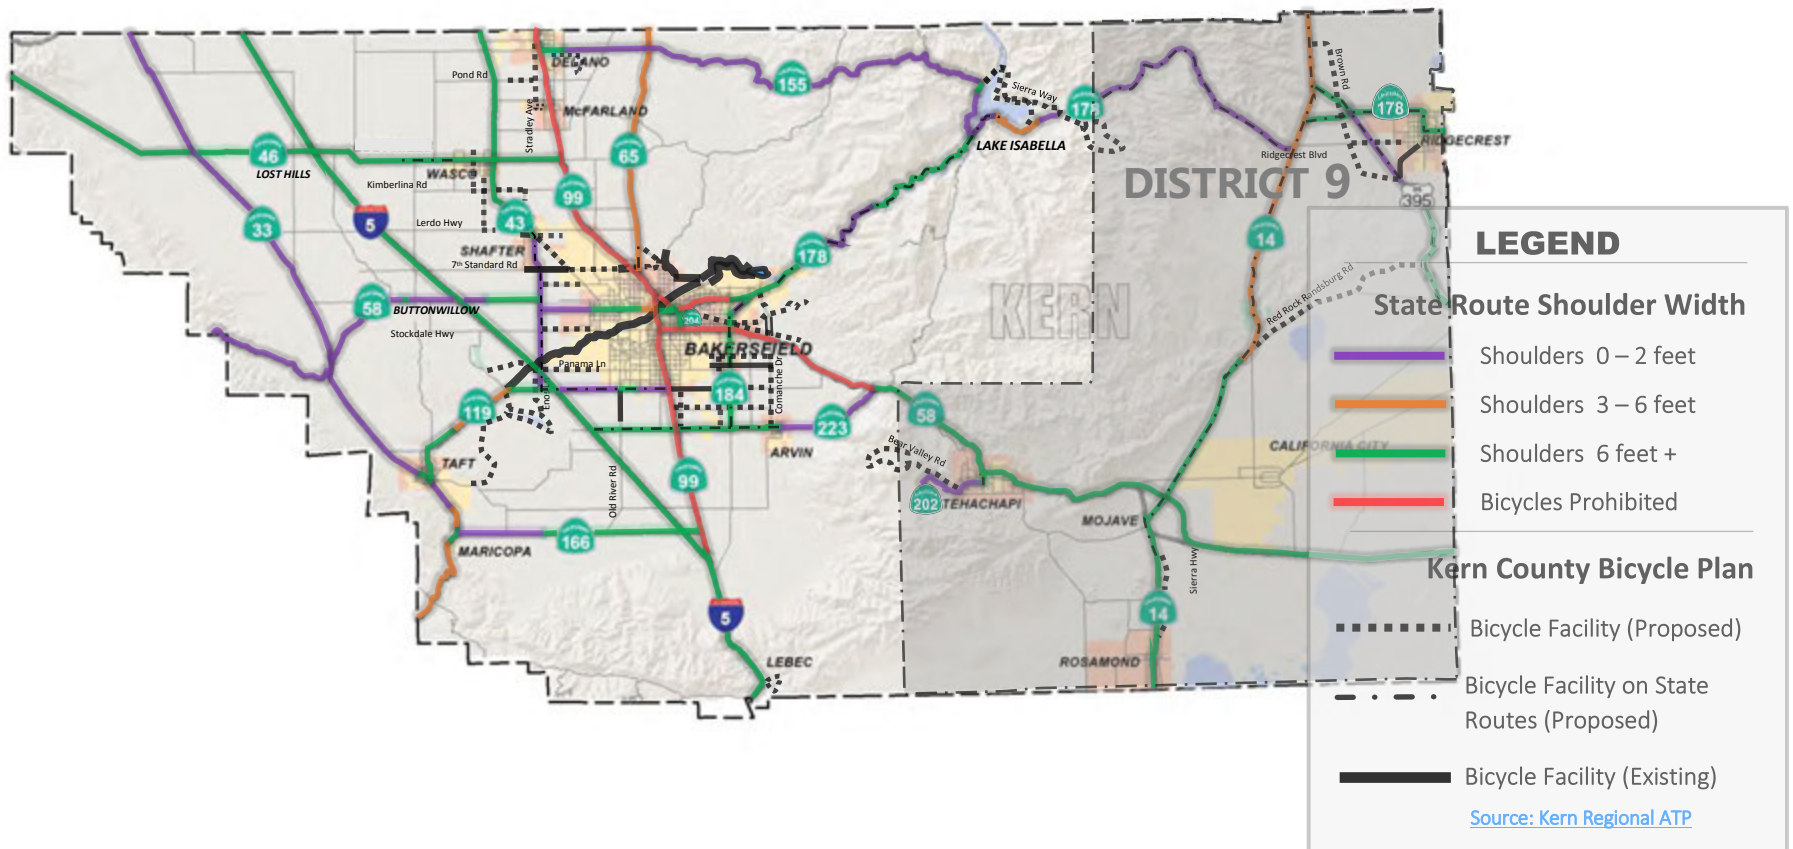 DELANO
Pond Rd
155
Sierra Way
178
Brown Rd
178
McFARLAND
Stradley Ave
RIDGECREST
46
65
LAKE ISABELLA
Ridgecrest Blvd
LOST HILLS
WASCO
Kimberlina Rd
99
DISTRICT 9
395
33
5
Lerdo Hwy
43
14
SHAFTER
178
7th Standard Rd
LEGEND
Red Rock Randsburg Rd
58
BUTTONWILLOW
KERN
State Route Shoulder Width
204
Stockdale Hwy
BAKERSFIELD
Shoulders 0 – 2 feet
Panama Ln
Comanche Dr
184
Enos
119
Shoulders 3 – 6 feet
223
58
Bear Valley Rd
ARVIN
CALIFORNIA CITY
Shoulders 6 feet +
TAFT
Old River Rd
99
202
TEHACHAPI
Bicycles Prohibited
MOJAVE
166
MARICOPA
Sierra Hwy
Kern County Bicycle Plan
5
14
Bicycle Facility (Proposed)
LEBEC
ROSAMOND
Bicycle Facility on State
Routes (Proposed)
Bicycle Facility (Existing)
Source: Kern Regional ATP